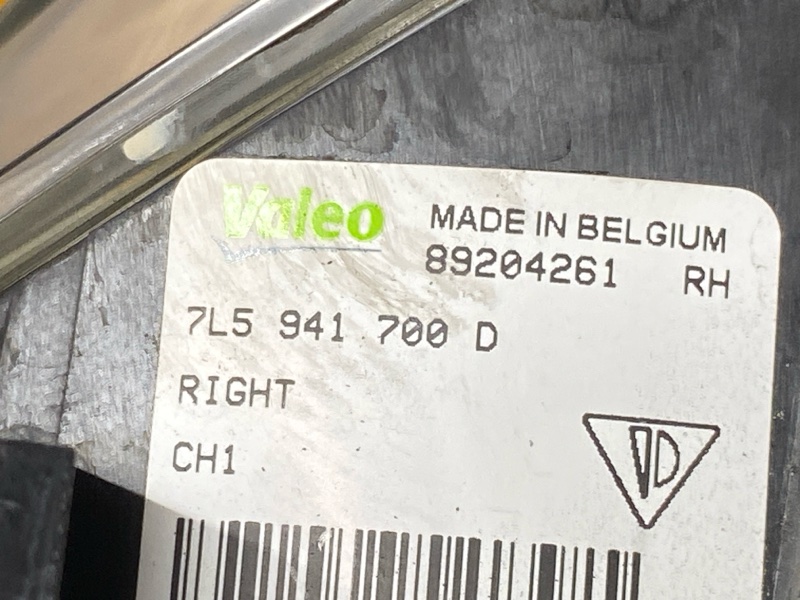 Valeo
MADE IN BELGIUM
89204261 RH
7L5 941 700 D
RIGHT
CH1